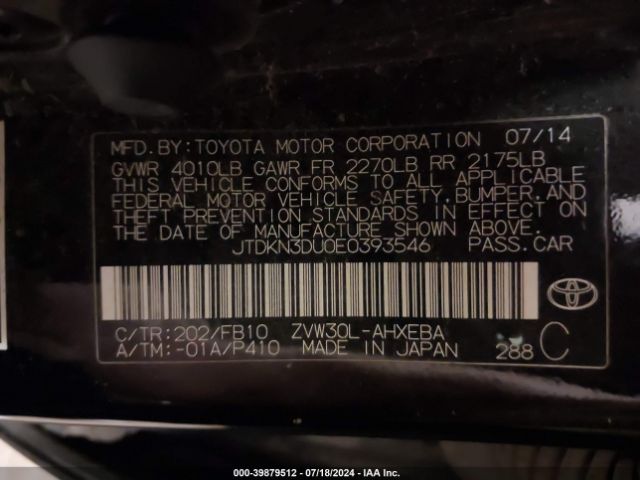 MFD.BY:TOYOTA MOTOR CORPORATION 07/14
GVWR 4010LB GAWR FR 2270LB RR 2175LB
THIS VEHICLE CONFORMS TO ALL APPLICABLE
FEDERAL MOTOR VEHICLE SAFETY,BUMPER,AND
THEFT PREVENTION STANDARDS IN EFFECT ON
THE DATE OF MANUFACTURE SHOWN ABOVE.
JTDKN3DU0E0393546 PASS.CAR
C/TR:202/FB10 ZVW30L-AHXEBA
A/TM:-01A/P410 MADE IN JAPAN 288 C
000-39879512 - 07/18/2024 - IAA Inc.